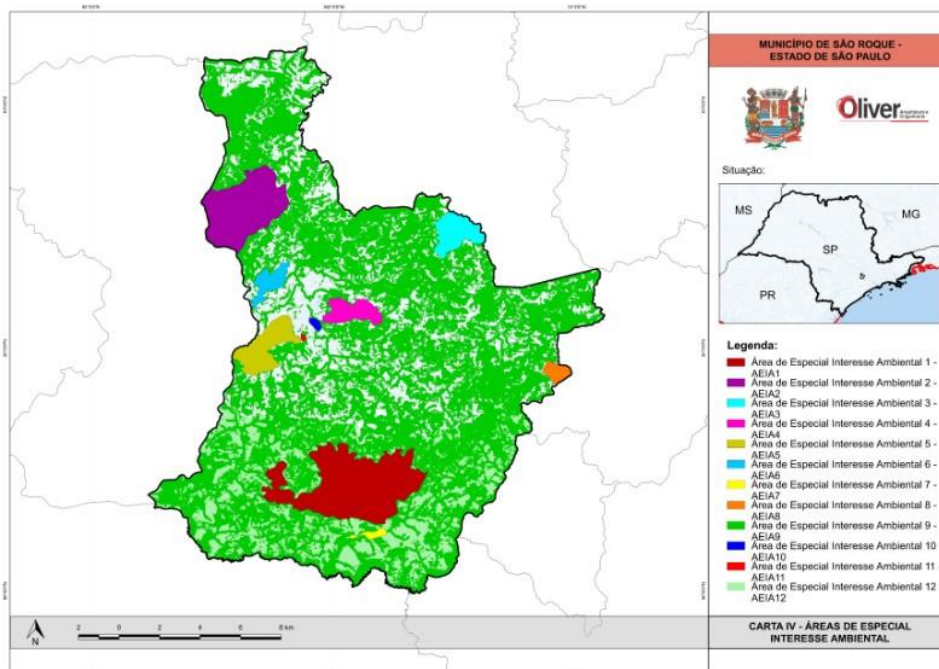 MUNICÍPIO DE SÃO ROQUE -
ESTADO DE SÃO PAULO
Oliver
Arquitetura e
Engenharia
Situação:
MS
MG
SP
PR
Legenda:
Área de Especial Interesse Ambiental 1 -
AEIA1
Área de Especial Interesse Ambiental 2 -
AEIA2
Área de Especial Interesse Ambiental 3 -
AEIA3
Área de Especial Interesse Ambiental 4 -
AEIA4
Área de Especial Interesse Ambiental 5 -
AEIA5
Área de Especial Interesse Ambiental 6 -
AEIA6
Área de Especial Interesse Ambiental 7 -
AEIA7
Área de Especial Interesse Ambiental 8 -
AEIA8
Área de Especial Interesse Ambiental 9 -
AEIA9
Área de Especial Interesse Ambiental 10
AEIA10
Área de Especial Interesse Ambiental 11 -
AEIA11
Área de Especial Interesse Ambiental 12
AEIA12
N
2 0 2 4 6 8 km
CARTA IV - ÁREAS DE ESPECIAL
INTERESSE AMBIENTAL